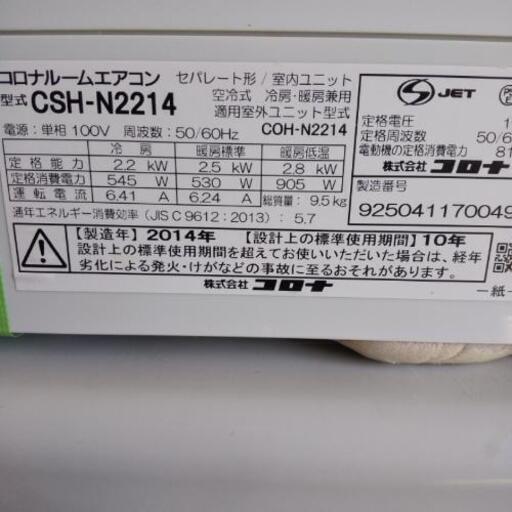 コロナルームエアコン セパレート形/室内ユニット
型式 CSH-N2214 空冷式 冷房・暖房兼用
適用室外ユニット型式
電源:単相100V 周波数:50/60Hz COH-N2214
冷房 暖房標準 暖房低温
定格能力 2.2 kW 2.5 kW 2.8 kW
定格消費電力 545 W 530 W 905 W
運転電流 6.41 A 6.24 A 総質量: 9.5kg
通年エネルギー消費効率(JIS C 9612:2013): 5.7
【製造年】2014年 【設計上の標準使用期間】10年
設計上の標準使用期間を超えてお使いいただいた場合は、経年
劣化による発火・けがなどの事故に至るおそれがあります。
株式会社 コロナ
S JET
定格電圧 1
定格周波数 50/6
電動機の定格消費電力 81
株式会社 コロナ
製造番号
925041170049
一紙